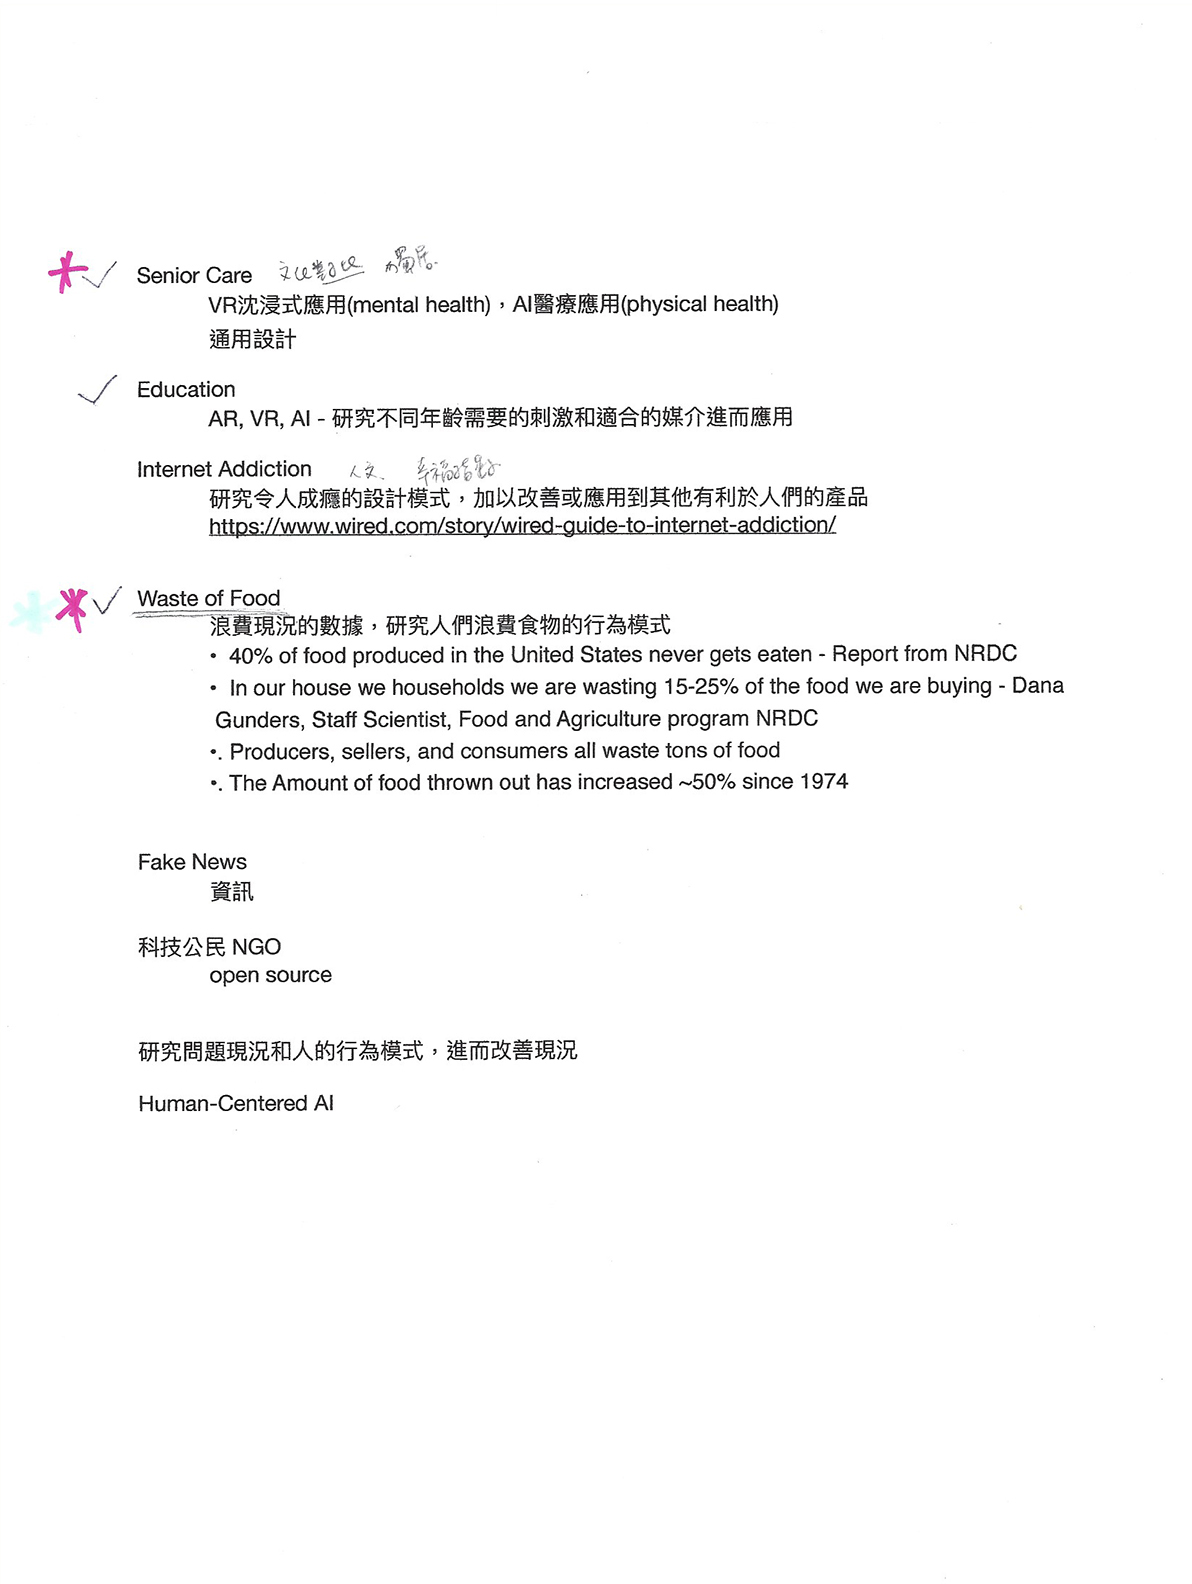 Senior Care 文化對比 獨居
VR沈浸式應用(mental health)，AI醫療應用(physical health)
通用設計
Education
AR, VR, AI - 研究不同年齡需要的刺激和適合的媒介進而應用
Internet Addiction 人文
研究令人成癮的設計模式，加以改善或應用到其他有利於人們的產品
https://www.wired.com/story/wired-guide-to-internet-addiction/
Waste of Food
浪費現況的數據，研究人們浪費食物的行為模式
• 40% of food produced in the United States never gets eaten - Report from NRDC
• In our house we households we are wasting 15-25% of the food we are buying - Dana
Gunders, Staff Scientist, Food and Agriculture program NRDC
•. Producers, sellers, and consumers all waste tons of food
•. The Amount of food thrown out has increased ~50% since 1974
Fake News
資訊
科技公民 NGO
open source
研究問題現況和人的行為模式，進而改善現況
Human-Centered AI